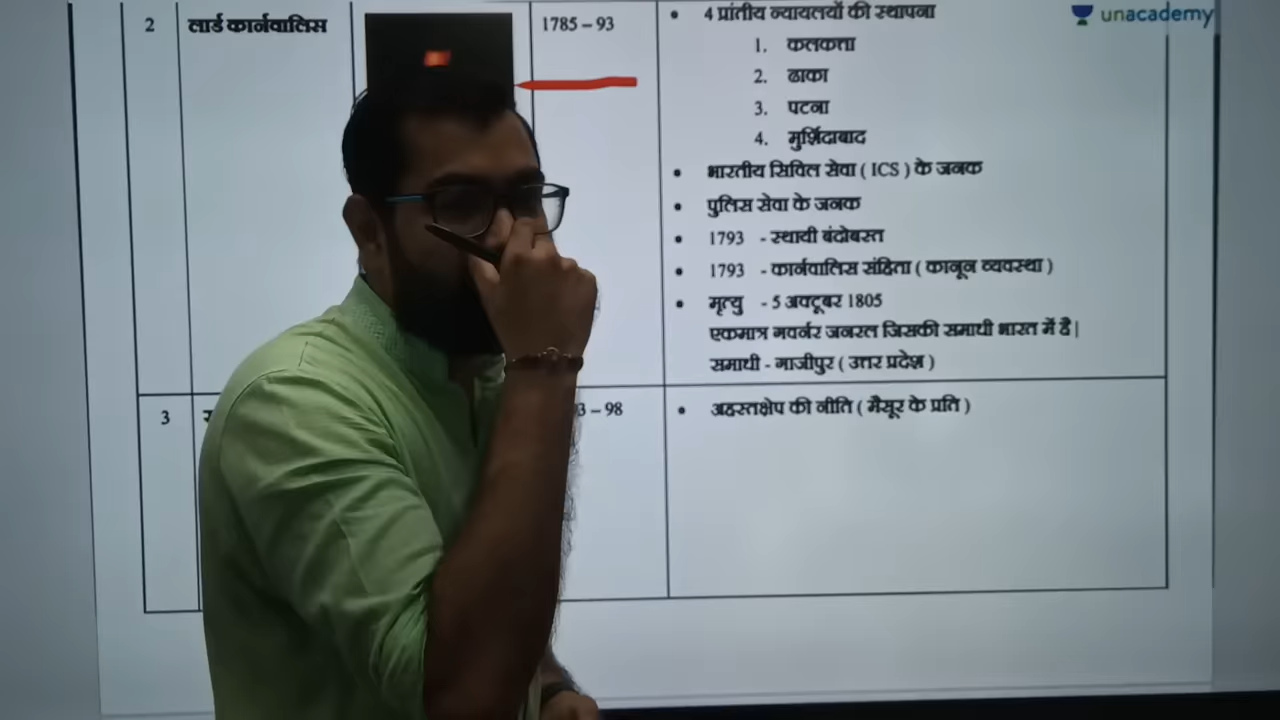 unacademy
2 लार्ड कार्नवालिस 1785 – 93
• 4 प्रांतीय न्यायलयों की स्थापना
1. कलकत्ता
2. ढाका
3. पटना
4. मुर्शिदाबाद
• भारतीय सिविल सेवा ( ICS ) के जनक
• पुलिस सेवा के जनक
• 1793 - स्थायी बंदोबस्त
• 1793 - कार्नवालिस संहिता ( कानून व्यवस्था )
• मृत्यु - 5 अक्टूबर 1805
एकमात्र गवर्नर जनरल जिसकी समाधी भारत में है|
समाधी - गाजीपुर ( उत्तर प्रदेश )
3 3 – 98
• अहस्तक्षेप की नीति ( मैसूर के प्रति )